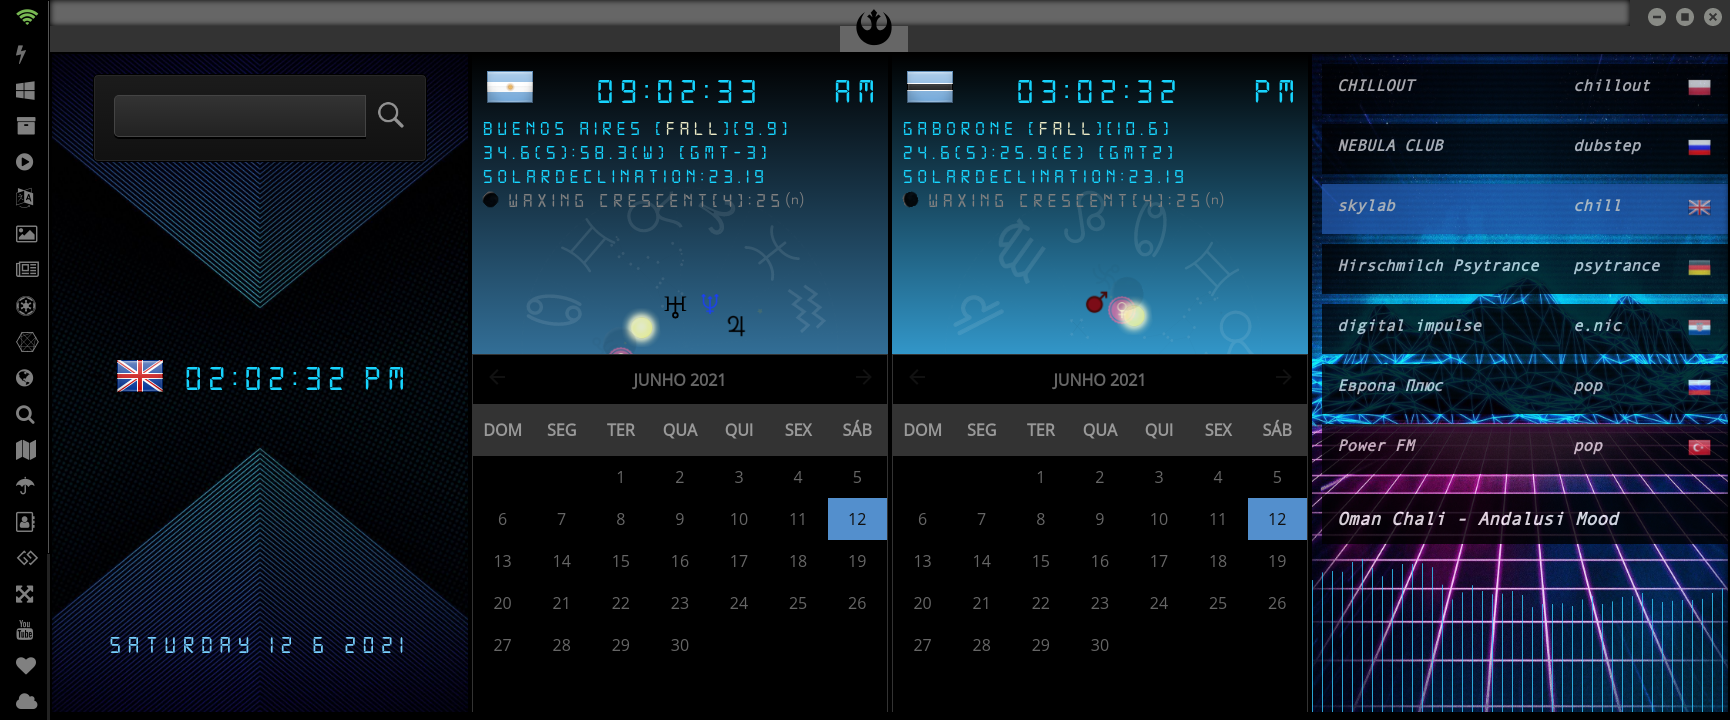 02:02:32 PM
SATURDAY 12 6 2021
09:02:33 AM
BUENOS AIRES (FALL)(9.9)
34.6(S):58.3(W) (GMT-3)
SOLARDECLINATION:23.19
WAXING CRESCENT(4):25(n)
JUNHO 2021
DOM SEG TER QUA QUI SEX SÁB
1 2 3 4 5
6 7 8 9 10 11 12
13 14 15 16 17 18 19
20 21 22 23 24 25 26
27 28 29 30
03:02:32 PM
GABORONE (FALL)(10.6)
24.6(S):25.9(E) (GMT2)
SOLARDECLINATION:23.19
WAXING CRESCENT(4):25(n)
JUNHO 2021
DOM SEG TER QUA QUI SEX SÁB
1 2 3 4 5
6 7 8 9 10 11 12
13 14 15 16 17 18 19
20 21 22 23 24 25 26
27 28 29 30
CHILLOUT chillout
NEBULA CLUB dubstep
skylab chill
Hirschmilch Psytrance psytrance
digital impulse e.nic
Европа Плюс pop
Power FM pop
Oman Chali - Andalusi Mood
You
Tube